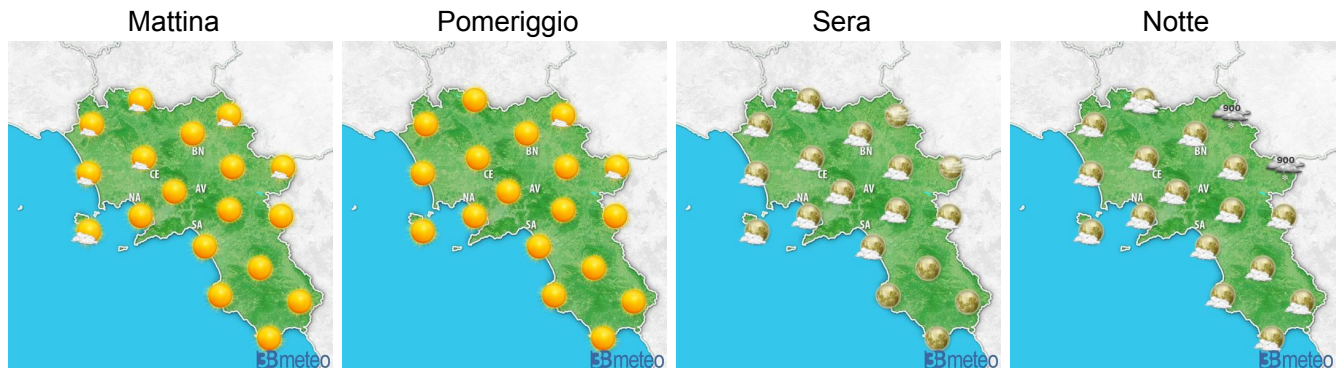 Mattina
Pomeriggio
Sera
Notte
BN
CE
NA
AV
SA
3Bmeteo
BN
CE
NA
AV
SA
3Bmeteo
BN
CE
NA
AV
SA
3Bmeteo
900
900
BN
CE
NA
AV
SA
3Bmeteo